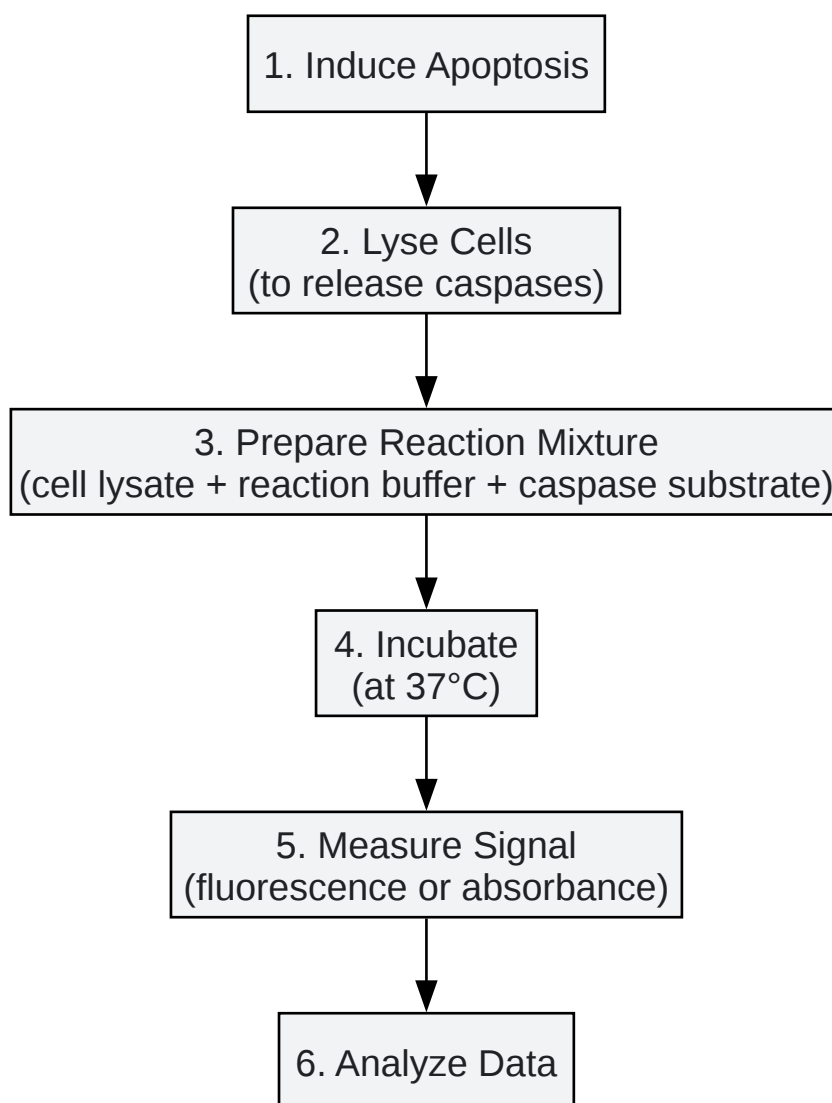 1. Induce Apoptosis
2. Lyse Cells
(to release caspases)
3. Prepare Reaction Mixture
(cell lysate + reaction buffer + caspase substrate)
4. Incubate
(at 37°C)
5. Measure Signal
(fluorescence or absorbance)
6. Analyze Data